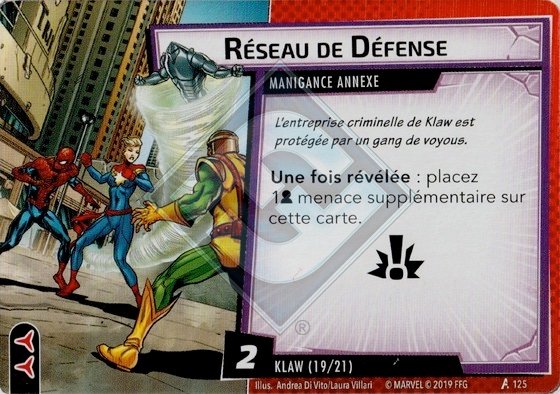 RÉSEAU DE DÉFENSE
MANIGANCE ANNEXE
L'entreprise criminelle de Klaw est
protégée par un gang de voyous.
Une fois révélée : placez
1 menace supplémentaire sur
cette carte.
®
2
KLAW (19/21)
Illus. Andrea Di Vito/Laura Villari
© MARVEL © 2019 FFG
125